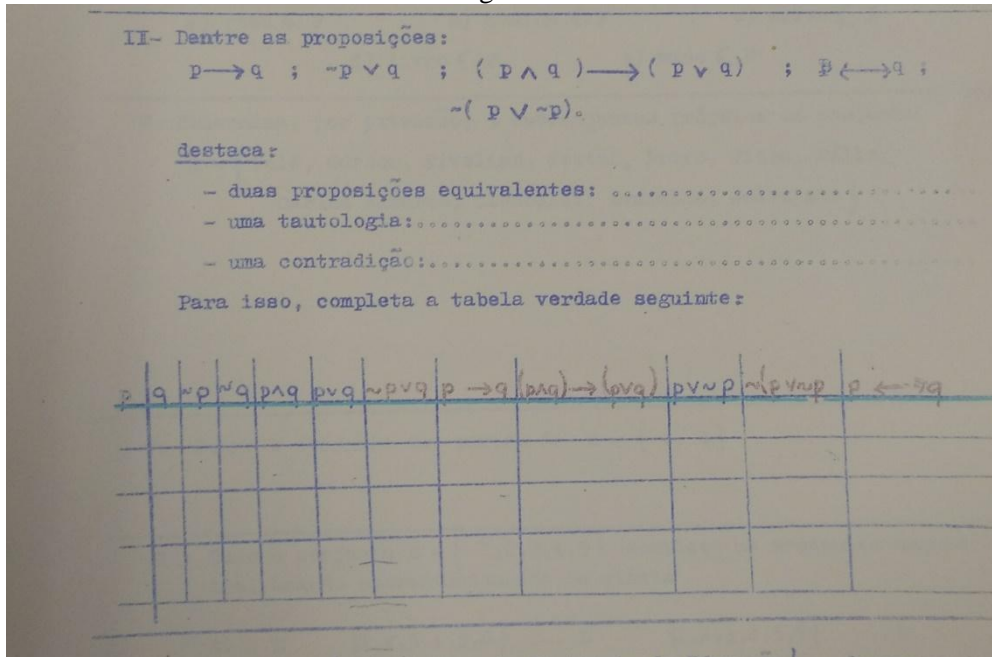 II- Dentre as proposições:
p⟶q ; ~p ∨ q ; ( p ∧ q )⟶( p ∨ q) ; p⟷q ;
~( p ∨ ~p).
destaca:
- duas proposições equivalentes: ..........................................
- uma tautologia:..........................................................
- uma contradição:.........................................................
Para isso, completa a tabela verdade seguinte:
p | q | ~p | ~q | p∧q | p∨q | ~p∨q | p →q | (p∧q)→(p∨q) | p∨~p | ~(p∨~p | p ⟷q